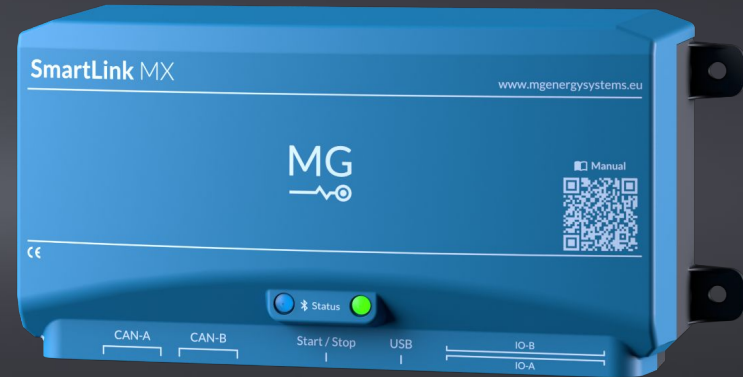 SmartLink MX
www.mgenergysystems.eu
MG
Manual
CE
Status
CAN-A
CAN-B
Start / Stop
USB
IO-B
IO-A